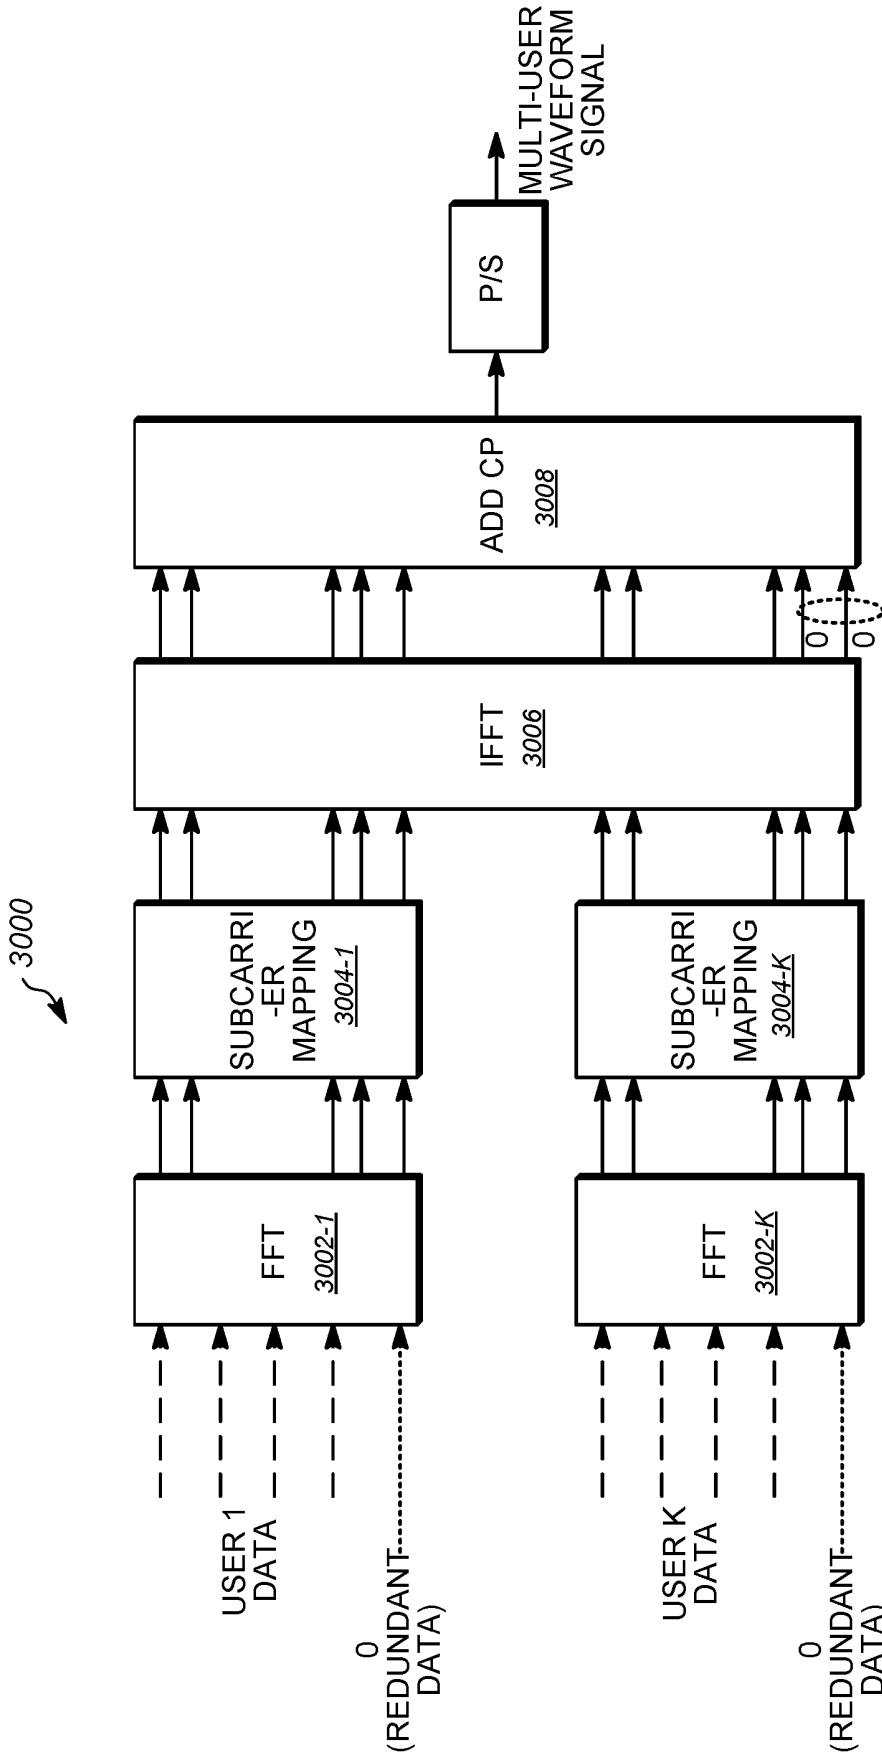 3000
USER 1
DATA
0
(REDUNDANT
DATA)
FFT
3002-1
SUBCARRI
-ER
MAPPING
3004-1
USER K
DATA
0
(REDUNDANT
DATA)
FFT
3002-K
SUBCARRI
-ER
MAPPING
3004-K
IFFT
3006
0
0
ADD CP
3008
P/S
MULTI-USER
WAVEFORM
SIGNAL